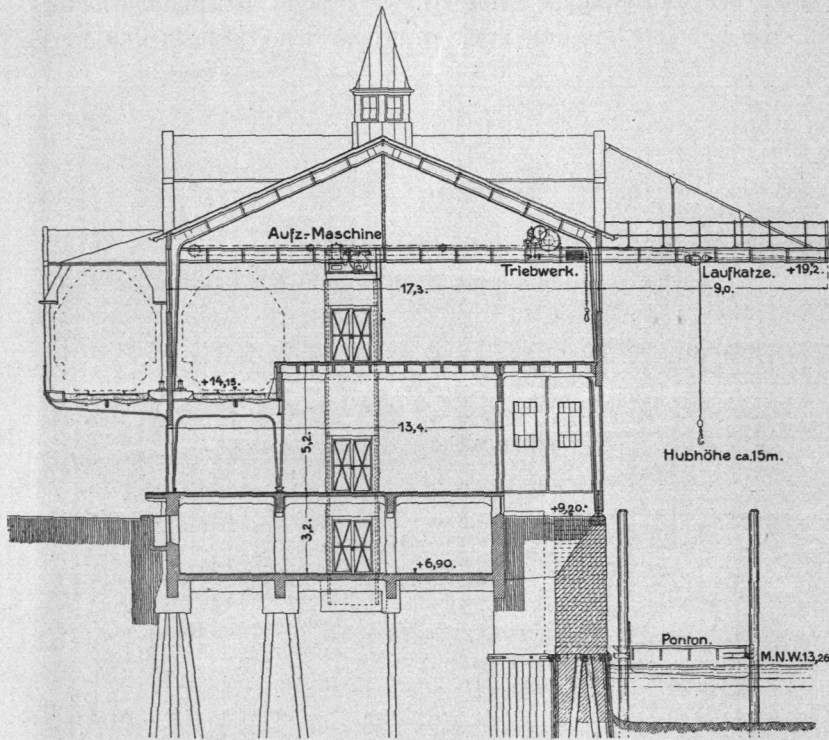 Aufz.-Maschine
Triebwerk.
Laufkatze. +19,2.
17,3.
9,0.
+14,15.
5,2.
13,4.
Hubhöhe ca.15m.
+9,20.
3,2.
+6,90.
Ponton.
M.N.W.13,26